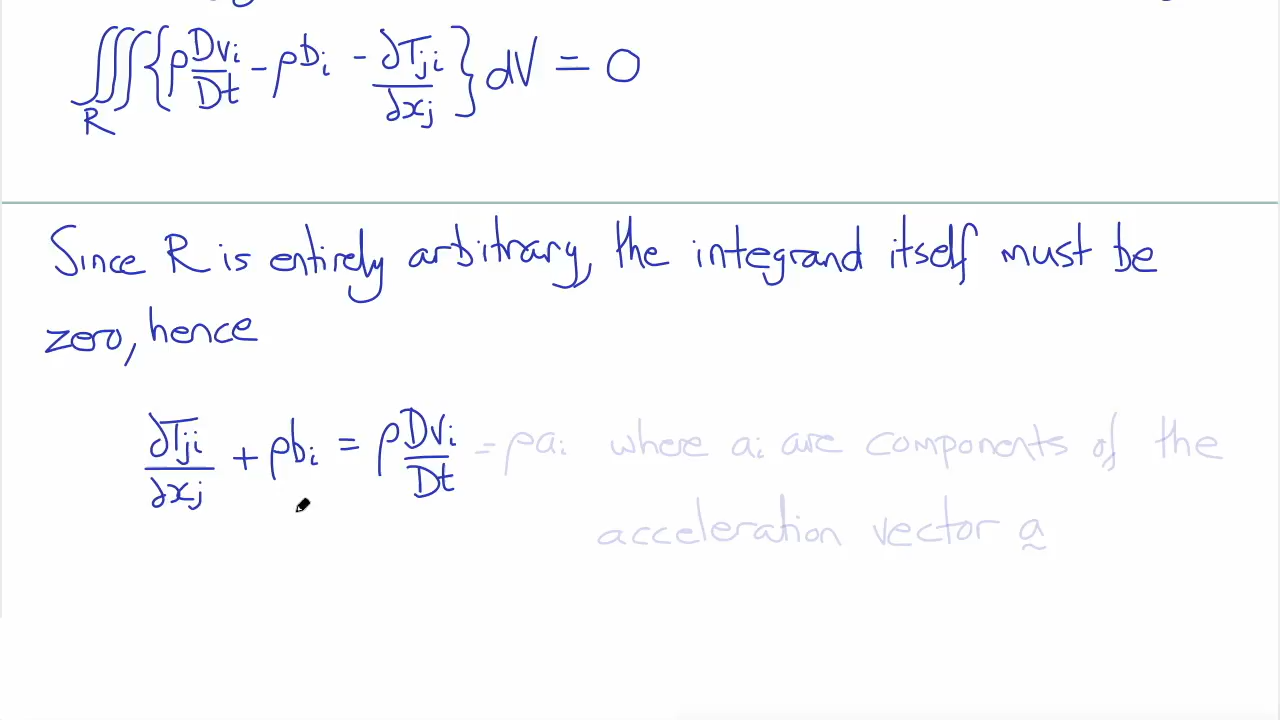 ∭_R {ρ Dv_i/Dt - ρb_i - ∂T_ji/∂x_j} dV = 0
Since R is entirely arbitrary, the integrand itself must be
zero, hence
∂T_ji/∂x_j + ρb_i = ρ Dv_i/Dt = ρa_i where a_i are components of the
acceleration vector a̰